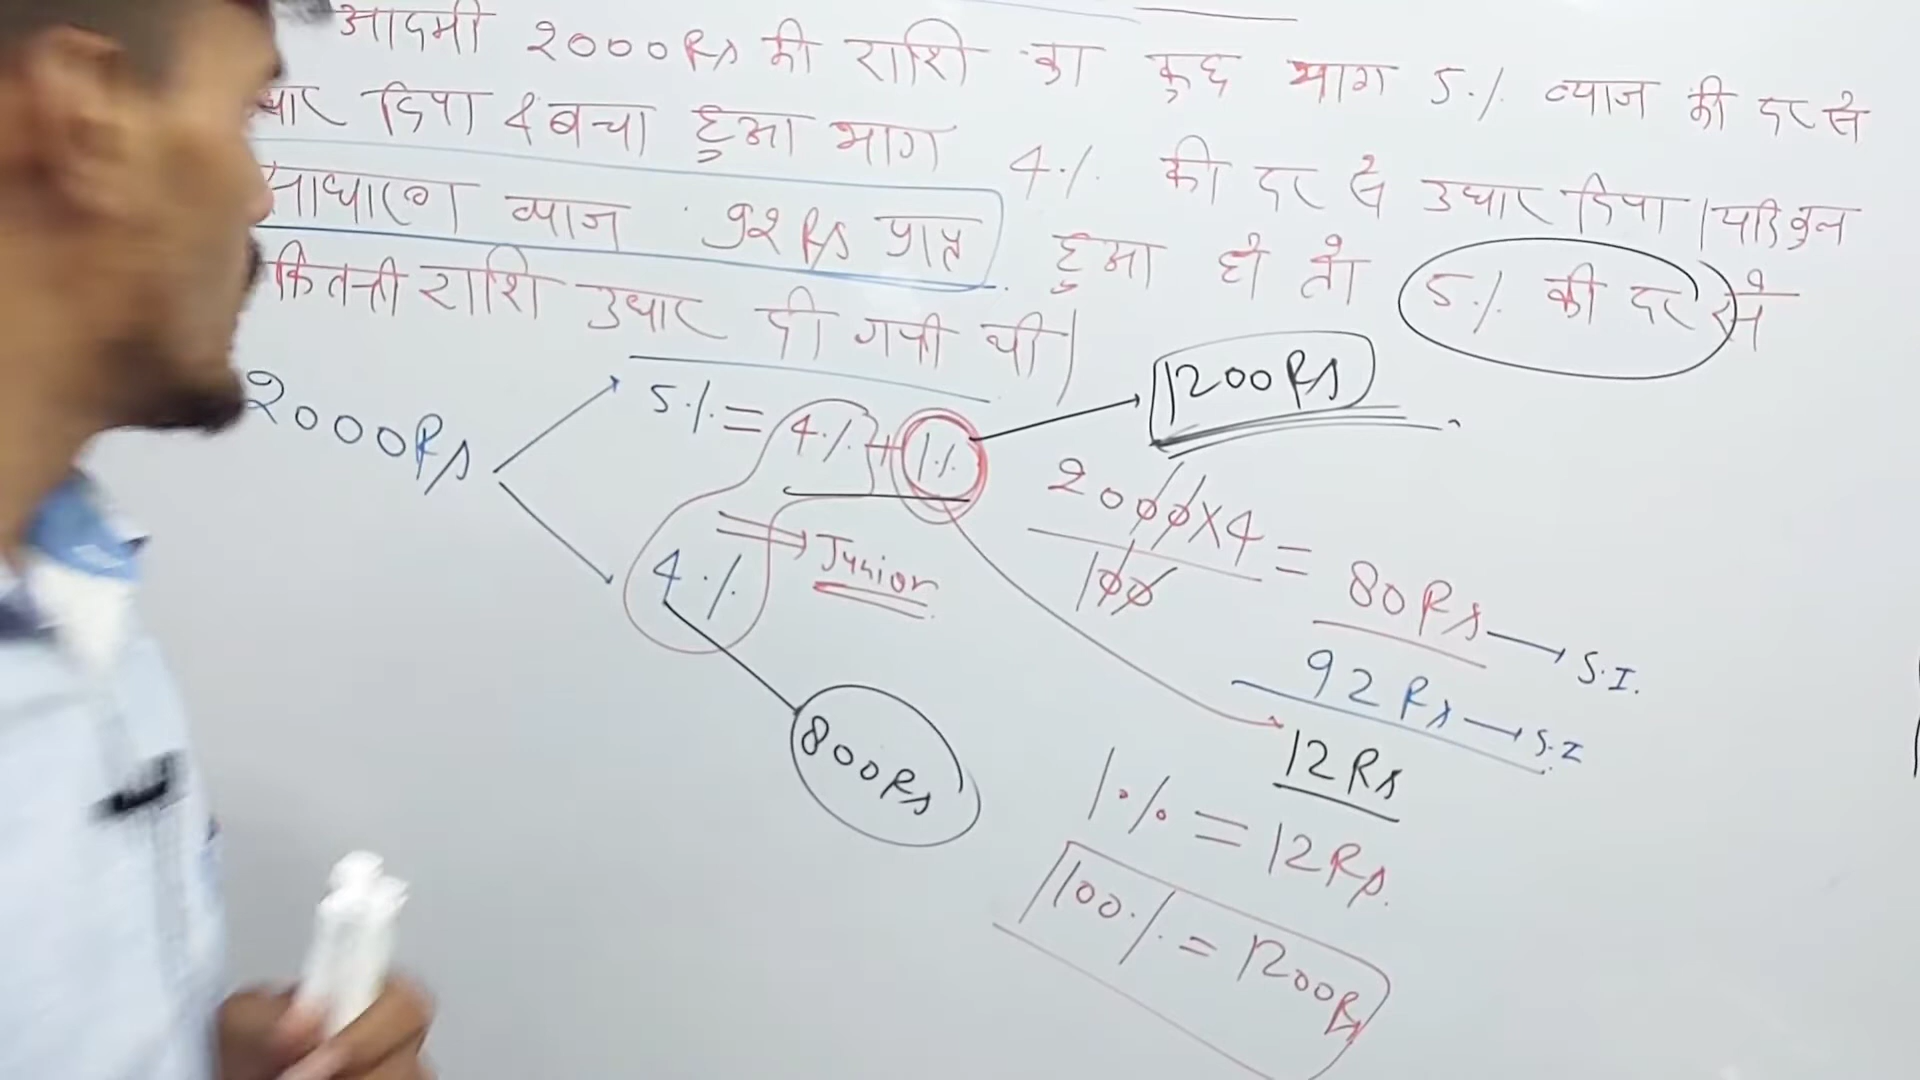 आदमी 2000Rs की राशि का कुछ भाग 5% ब्याज की दर से
धार दिया व बचा हुआ भाग 4% की दर से उधार दिया। यदि कुल
साधारण ब्याज 92Rs प्राप्त हुआ हो तो 5% की दर से
कितनी राशि उधार दी गयी थी।
2000Rs
5% = 4% + 1%
1200Rs
4%
Junior
800Rs
2000×4
100
= 80Rs → S.I.
92Rs → S.I
12Rs
1% = 12Rs.
100% = 1200Rs